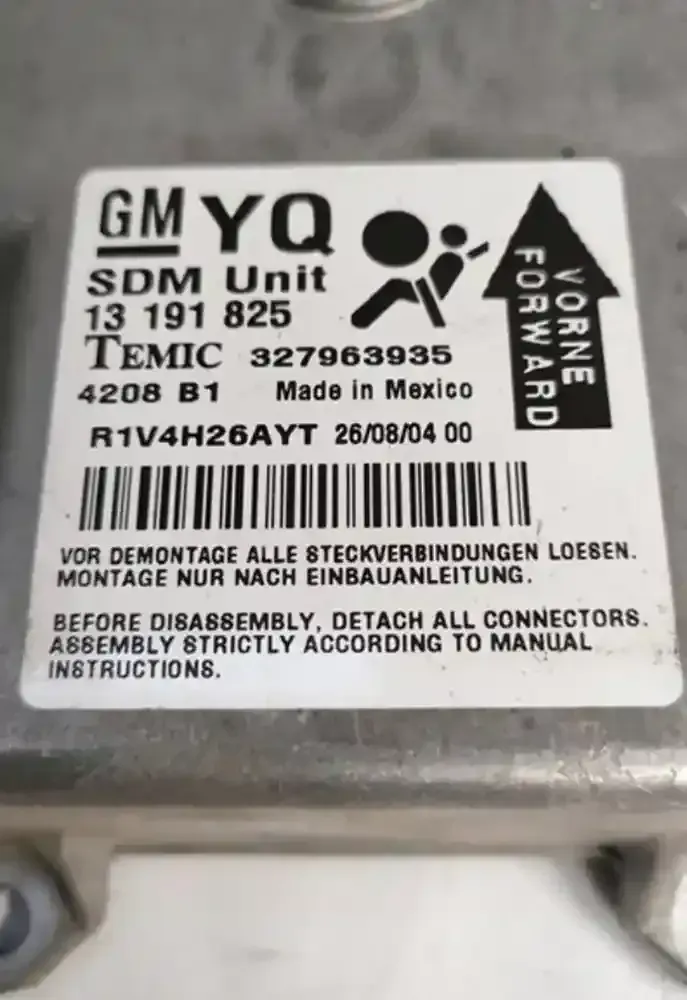 GM YQ
SDM Unit
13 191 825
TEMIC 327963935
4208 B1 Made in Mexico
R1V4H26AYT 26/08/04 00
VORNE
FORWARD
VOR DEMONTAGE ALLE STECKVERBINDUNGEN LOESEN.
MONTAGE NUR NACH EINBAUANLEITUNG.
BEFORE DISASSEMBLY, DETACH ALL CONNECTORS.
ASSEMBLY STRICTLY ACCORDING TO MANUAL
INSTRUCTIONS.